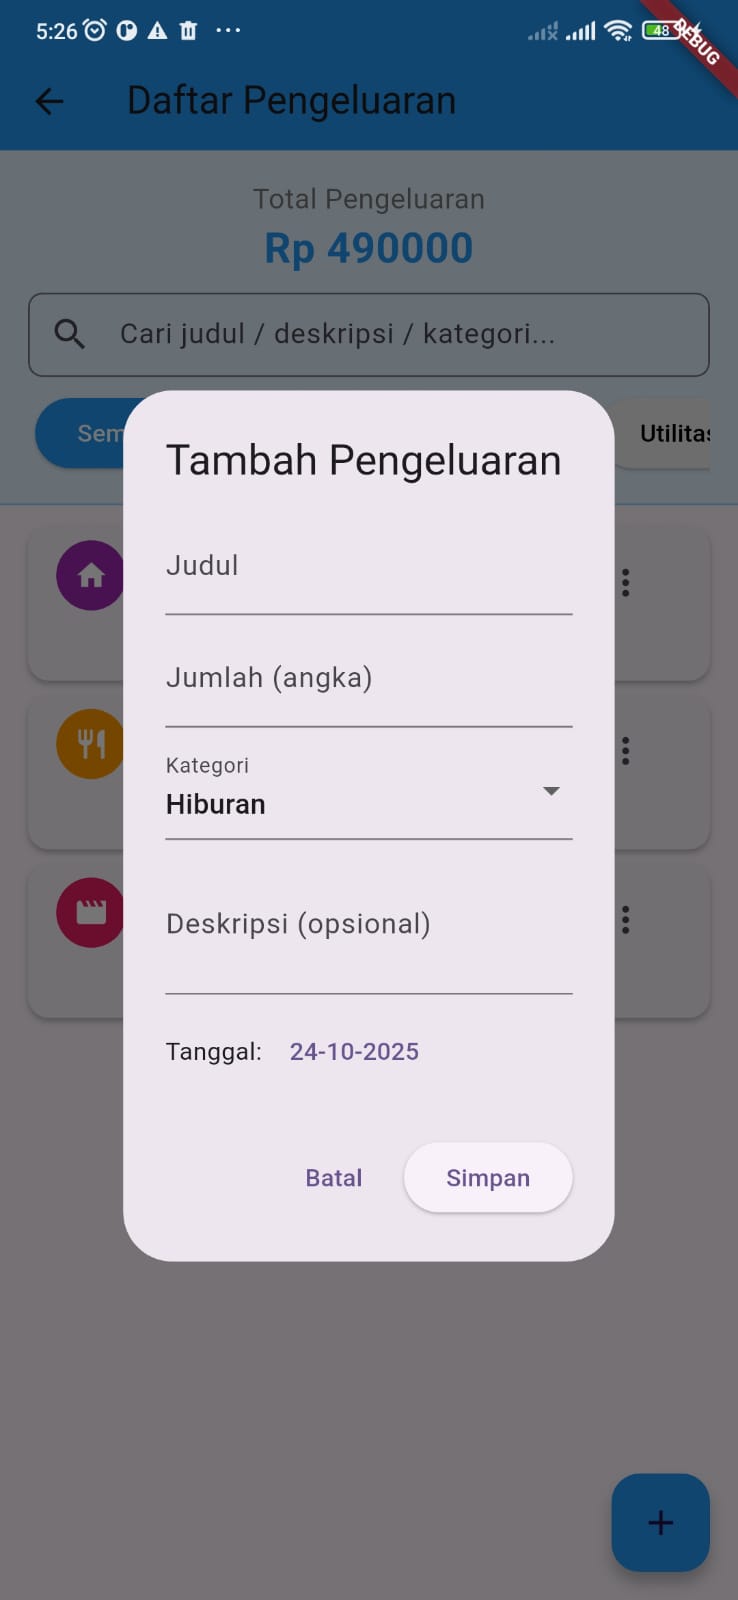 5:26
48
DEBUG
Daftar Pengeluaran
Total Pengeluaran
Rp 490000
Cari judul / deskripsi / kategori...
Sem
Utilitas
Tambah Pengeluaran
Judul
Jumlah (angka)
Kategori
Hiburan
Deskripsi (opsional)
Tanggal: 24-10-2025
Batal Simpan